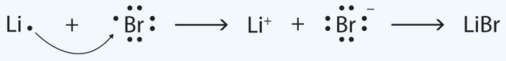 Li· + Br → Li⁺ + Br⁻ → LiBr